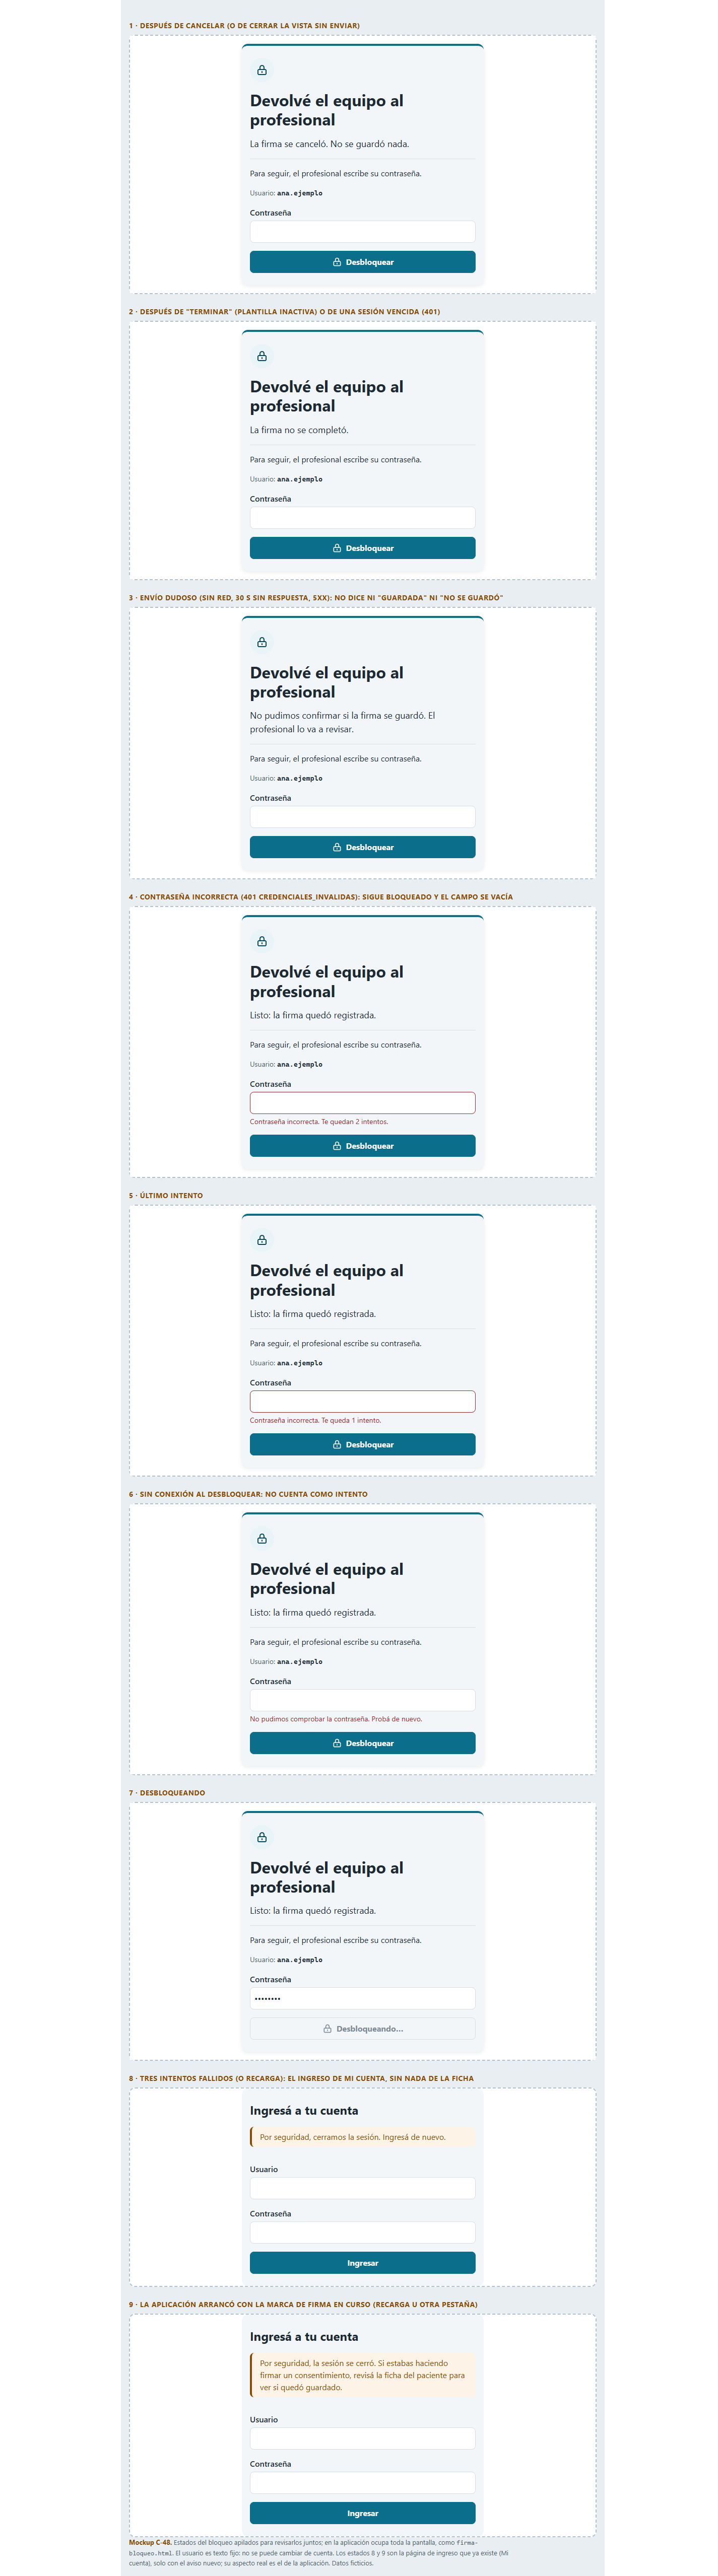 1 · DESPUÉS DE CANCELAR (O DE CERRAR LA VISTA SIN ENVIAR)
Devolvé el equipo al
profesional
La firma se canceló. No se guardó nada.
Para seguir, el profesional escribe su contraseña.
Usuario: ana.ejemplo
Contraseña
Desbloquear
2 · DESPUÉS DE "TERMINAR" (PLANTILLA INACTIVA) O DE UNA SESIÓN VENCIDA (401)
Devolvé el equipo al
profesional
La firma no se completó.
Para seguir, el profesional escribe su contraseña.
Usuario: ana.ejemplo
Contraseña
Desbloquear
3 · ENVÍO DUDOSO (SIN RED, 30 S SIN RESPUESTA, 5XX): NO DICE NI "GUARDADA" NI "NO SE GUARDÓ"
Devolvé el equipo al
profesional
No pudimos confirmar si la firma se guardó. El
profesional lo va a revisar.
Para seguir, el profesional escribe su contraseña.
Usuario: ana.ejemplo
Contraseña
Desbloquear
4 · CONTRASEÑA INCORRECTA (401 CREDENCIALES_INVALIDAS): SIGUE BLOQUEADO Y EL CAMPO SE VACÍA
Devolvé el equipo al
profesional
Listo: la firma quedó registrada.
Para seguir, el profesional escribe su contraseña.
Usuario: ana.ejemplo
Contraseña
Contraseña incorrecta. Te quedan 2 intentos.
Desbloquear
5 · ÚLTIMO INTENTO
Devolvé el equipo al
profesional
Listo: la firma quedó registrada.
Para seguir, el profesional escribe su contraseña.
Usuario: ana.ejemplo
Contraseña
Contraseña incorrecta. Te queda 1 intento.
Desbloquear
6 · SIN CONEXIÓN AL DESBLOQUEAR: NO CUENTA COMO INTENTO
Devolvé el equipo al
profesional
Listo: la firma quedó registrada.
Para seguir, el profesional escribe su contraseña.
Usuario: ana.ejemplo
Contraseña
No pudimos comprobar la contraseña. Probá de nuevo.
Desbloquear
7 · DESBLOQUEANDO
Devolvé el equipo al
profesional
Listo: la firma quedó registrada.
Para seguir, el profesional escribe su contraseña.
Usuario: ana.ejemplo
Contraseña
••••••••
Desbloqueando...
8 · TRES INTENTOS FALLIDOS (O RECARGA): EL INGRESO DE MI CUENTA, SIN NADA DE LA FICHA
Ingresá a tu cuenta
Por seguridad, cerramos la sesión. Ingresá de nuevo.
Usuario
Contraseña
Ingresar
9 · LA APLICACIÓN ARRANCÓ CON LA MARCA DE FIRMA EN CURSO (RECARGA U OTRA PESTAÑA)
Ingresá a tu cuenta
Por seguridad, la sesión se cerró. Si estabas haciendo
firmar un consentimiento, revisá la ficha del paciente para
ver si quedó guardado.
Usuario
Contraseña
Ingresar
Mockup C-48. Estados del bloqueo apilados para revisarlos juntos; en la aplicación ocupa toda la pantalla, como firma-
bloqueo.html. El usuario es texto fijo: no se puede cambiar de cuenta. Los estados 8 y 9 son la página de ingreso que ya existe (Mi
cuenta), solo con el aviso nuevo; su aspecto real es el de la aplicación. Datos ficticios.